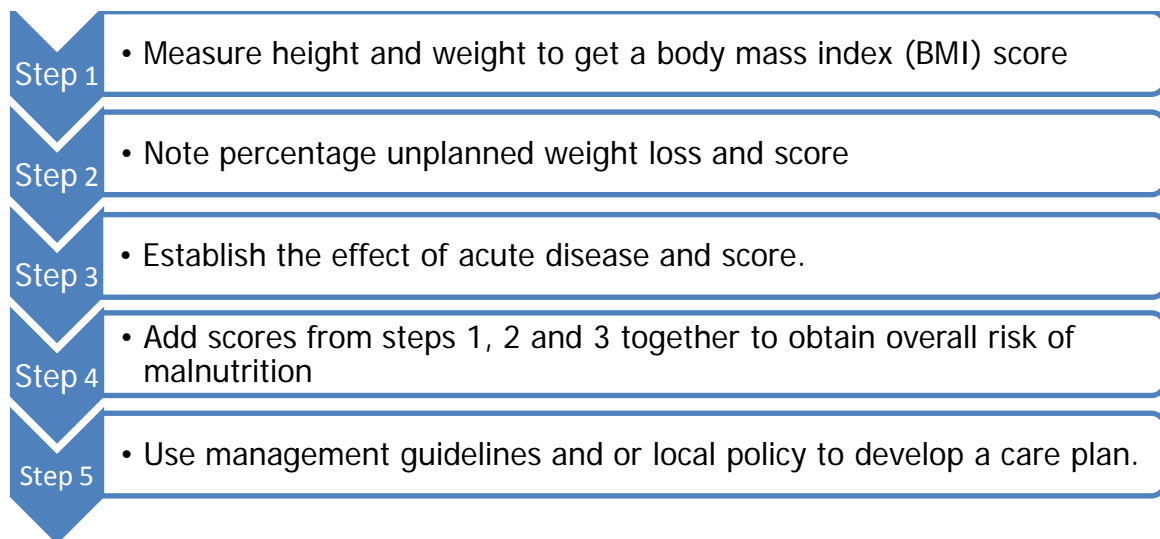 Step 1
• Measure height and weight to get a body mass index (BMI) score
Step 2
• Note percentage unplanned weight loss and score
Step 3
• Establish the effect of acute disease and score.
Step 4
• Add scores from steps 1, 2 and 3 together to obtain overall risk of
malnutrition
Step 5
• Use management guidelines and or local policy to develop a care plan.